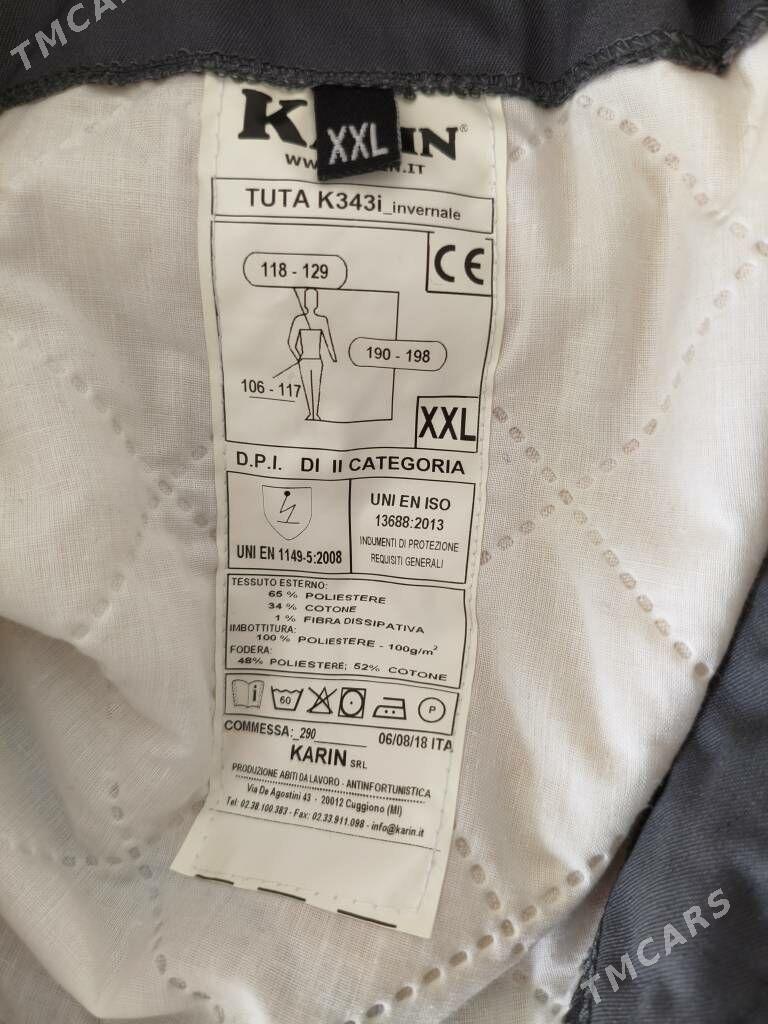 TMCARS
XXL
KARIN®
TUTA K343i_invernale
CE
118 - 129
190 - 198
106 - 117
XXL
D.P.I. DI II CATEGORIA
UNI EN 1149-5:2008
UNI EN ISO
13688:2013
INDUMENTI DI PROTEZIONE
REQUISITI GENERALI
TESSUTO ESTERNO:
65 % POLIESTERE
34 % COTONE
1 % FIBRA DISSIPATIVA
IMBOTTITURA:
100 % POLIESTERE - 100g/m²
FODERA:
48% POLIESTERE; 52% COTONE
i 60 P
COMMESSA:_290
06/08/18 ITA
KARIN SRL
PRODUZIONE ABITI DA LAVORO - ANTINFORTUNISTICA
Via De Agostini 43 - 20012 Cuggiono (MI)
Tel: 02.38.100.383 - Fax: 02.33.911.098 - info@karin.it
TMCARS